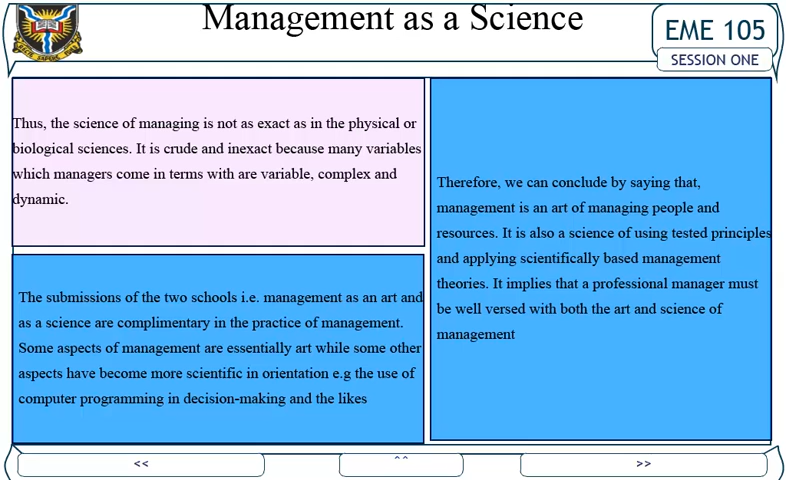 Management as a Science
EME 105
SESSION ONE
Thus, the science of managing is not as exact as in the physical or
biological sciences. It is crude and inexact because many variables
which managers come in terms with are variable, complex and
dynamic.
The submissions of the two schools i.e. management as an art and
as a science are complimentary in the practice of management.
Some aspects of management are essentially art while some other
aspects have become more scientific in orientation e.g the use of
computer programming in decision-making and the likes
Therefore, we can conclude by saying that,
management is an art of managing people and
resources. It is also a science of using tested principles
and applying scientifically based management
theories. It implies that a professional manager must
be well versed with both the art and science of
management
<<
^^
>>